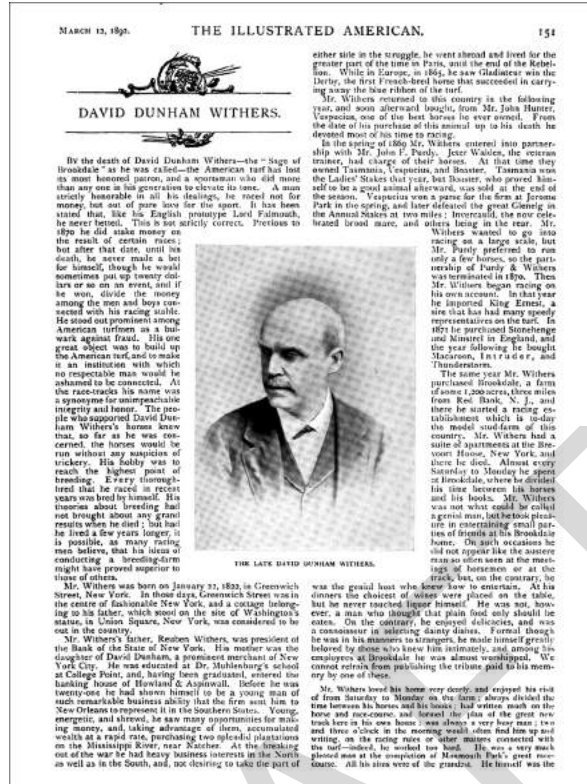 MARCH 12, 1892.
THE ILLUSTRATED AMERICAN.
151
DAVID DUNHAM WITHERS.
BY the death of David Dunham Withers—the “Sage of
Brookdale” as he was called—the American turf has lost
its most honored patron, and a sportsman who did more
than any one in his generation to elevate its tone. A man
strictly honorable in all his dealings, he raced not for
money, but out of pure love for the sport. It has been
stated that, like his English prototype Lord Falmouth,
he never betted. This is not strictly correct. Previous to
1870 he did stake money on
the result of certain races;
but after that date, until his
death, he never made a bet
for himself, though he would
sometimes put up twenty dol-
lars or so on an event, and if
he won, divide the money
among the men and boys con-
nected with his racing stable.
He stood out prominent among
American turfmen as a bul-
wark against fraud. His one
great object was to build up
the American turf, and to make
it an institution with which
no respectable man would be
ashamed to be connected. At
the race-tracks his name was
a synonyme for unimpeachable
integrity and honor. The peo-
ple who supported David Dun-
ham Withers's horses knew
that, so far as he was con-
cerned, the horses would be
run without any suspicion of
trickery. His hobby was to
reach the highest point of
breeding. Every thorough-
bred that he raced in recent
years was bred by himself. His
theories about breeding had
not brought about any grand
results when he died; but had
he lived a few years longer, it
is possible, as many racing
men believe, that his ideas of
conducting a breeding-farm
might have proved superior to
those of others.
Mr. Withers was born on January 22, 1822, in Greenwich
Street, New York. In those days, Greenwich Street was in
the centre of fashionable New York, and a cottage belong-
ing to his father, which stood on the site of Washington's
statue, in Union Square, New York, was considered to be
out in the country.
Mr. Withers's father, Reuben Withers, was president of
the Bank of the State of New York. His mother was the
daughter of David Dunham, a prominent merchant of New
York City. He was educated at Dr. Muhlenburg's school
at College Point, and, having been graduated, entered the
banking house of Howland & Aspinwall. Before he was
twenty-one he had shown himself to be a young man of
such remarkable business ability that the firm sent him to
New Orleans to represent it in the Southern States. Young,
energetic, and shrewd, he saw many opportunities for mak-
ing money, and, taking advantage of them, accumulated
wealth at a rapid rate, purchasing two splendid plantations
on the Mississippi River, near Natchez. At the breaking
out of the war he had heavy business interests in the North
as well as in the South, and, not desiring to take the part of
THE LATE DAVID DUNHAM WITHERS.
either side in the struggle, he went abroad and lived for the
greater part of the time in Paris, until the end of the Rebel-
lion. While in Europe, in 1865, he saw Gladiateur win the
Derby, the first French-bred horse that succeeded in carry-
ing away the blue ribbon of the turf.
Mr. Withers returned to this country in the following
year, and soon afterward bought, from Mr. John Hunter,
Vespucius, one of the best horses he ever owned. From
the date of his purchase of this animal up to his death he
devoted most of his time to racing.
In the spring of 1869 Mr. Withers entered into partner-
ship with Mr. John F. Purdy. Jeter Walden, the veteran
trainer, had charge of their horses. At that time they
owned Tasmania, Vespucius, and Boaster. Tasmania won
the Ladies' Stakes that year, but Boaster, who proved him-
self to be a good animal afterward, was sold at the end of
the season. Vespucius won a purse for the firm at Jerome
Park in the spring, and later defeated the great Glenelg in
the Annual Stakes at two miles; Invercauld, the now cele-
brated brood mare, and others being in the rear. Mr.
Withers wanted to go into
racing on a large scale, but
Mr. Purdy preferred to run
only a few horses, so the part-
nership of Purdy & Withers
was terminated in 1870. Then
Mr. Withers began racing on
his own account. In that year
he imported King Ernest, a
sire that has had many speedy
representatives on the turf. In
1871 he purchased Stonehenge
and Minstrel in England, and
the year following he bought
Macaroon, Intruder, and
Thunderstorm.
The same year Mr. Withers
purchased Brookdale, a farm
of some 1,200 acres, three miles
from Red Bank, N. J., and
there he started a racing es-
tablishment which is to-day
the model stud-farm of this
country. Mr. Withers had a
suite of apartments at the Bre-
voort House, New York, and
there he died. Almost every
Saturday to Monday he spent
at Brookdale, where he divided
his time between his horses
and his books. Mr. Withers
was not what could be called
a genial man, but he took pleas-
ure in entertaining small par-
ties of friends at his Brookdale
home. On such occasions he
did not appear like the austere
man so often seen at the meet-
ings of horsemen or at the
track, but, on the contrary, he
was the genial host who knew how to entertain. At his
dinners the choicest of wines were placed on the table,
but he never touched liquor himself. He was not, how-
ever, a man who thought that plain food only should be
eaten. On the contrary, he enjoyed delicacies, and was
a connoisseur in selecting dainty dishes. Formal though
he was in his manners to strangers, he made himself greatly
beloved by those who knew him intimately, and among his
employees at Brookdale he was almost worshipped. We
cannot refrain from publishing the tribute paid to his mem-
ory by one of these.
Mr. Withers loved his home very dearly, and enjoyed his visit
of from Saturday to Monday on the farm; always divided the
time between his horses and his books; had written much on the
horse and race-course, and formed the plan of the great new
track here in his own house; was always a very busy man; two
and three o'clock in the morning would often find him up and
writing, on the racing rules or other matters connected with
the turf—indeed, he worked too hard. He was a very much
pleased man at the completion of Monmouth Park's great race-
course. All his sires were of the grandest. He himself was the